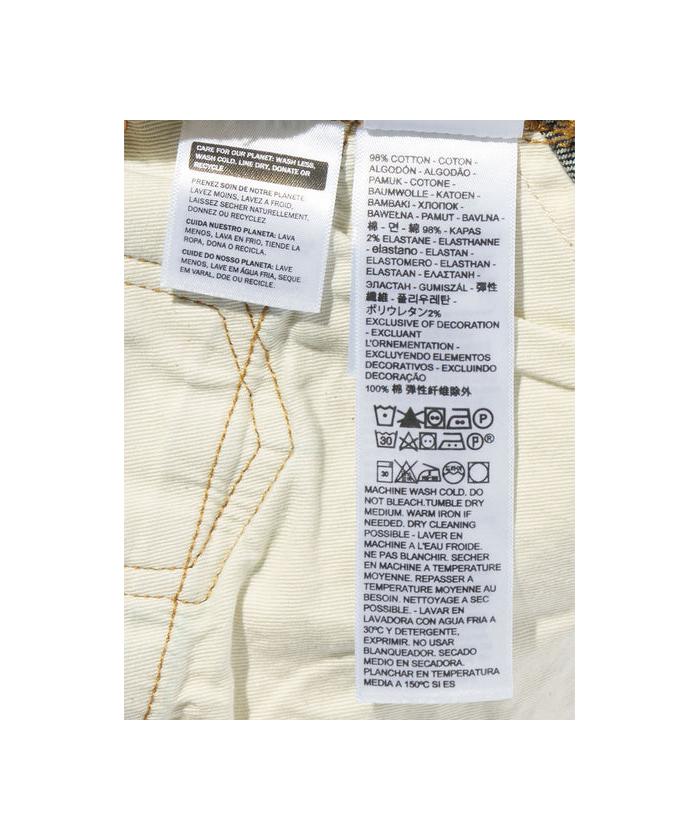 CARE FOR OUR PLANET: WASH LESS,
WASH COLD, LINE DRY, DONATE OR
RECYCLE
PRENEZ SOIN DE NOTRE PLANETE
LAVEZ MOINS, LAVEZ A FROID,
LAISSEZ SECHER NATURELLEMENT,
DONNEZ OU RECYCLEZ
CUIDA NUESTRO PLANETA: LAVA
MENOS, LAVA EN FRIO, TIENDE LA
ROPA, DONA O RECICLA.
CUIDE DO NOSSO PLANETA: LAVE
MENOS, LAVE EM ÁGUA FRIA, SEQUE
EM VARAL, DOE OU RECICLE.
98% COTTON - COTON -
ALGODÓN - ALGODÃO -
PAMUK - COTONE -
BAUMWOLLE - KATOEN -
BAMBAKI - ХЛОПОК -
BAWEŁNA - PAMUT - BAVLNA -
棉 - 면 - 綿 98% - KAPAS
2% ELASTANE - ELASTHANNE
- elastano - ELASTAN -
ELASTOMERO - ELASTHAN -
ELASTAAN - ΕΛΑΣΤΑΝΗ -
ЭЛАСТАН - GUMISZÁL - 弾性
繊維 - 폴리우레탄 -
ポリウレタン2%
EXCLUSIVE OF DECORATION
- EXCLUANT
L'ORNEMENTATION -
EXCLUYENDO ELEMENTOS
DECORATIVOS - EXCLUINDO
DECORAÇÃO
100% 棉 弹性纤维除外
P
30 P ®
30
MACHINE WASH COLD. DO
NOT BLEACH.TUMBLE DRY
MEDIUM. WARM IRON IF
NEEDED. DRY CLEANING
POSSIBLE - LAVER EN
MACHINE A L'EAU FROIDE.
NE PAS BLANCHIR. SECHER
EN MACHINE A TEMPERATURE
MOYENNE. REPASSER A
TEMPERATURE MOYENNE AU
BESOIN. NETTOYAGE A SEC
POSSIBLE. - LAVAR EN
LAVADORA CON AGUA FRIA A
30ºC Y DETERGENTE,
EXPRIMIR. NO USAR
BLANQUEADOR. SECADO
MEDIO EN SECADORA.
PLANCHAR EN TEMPERATURA
MEDIA A 150ºC SI ES